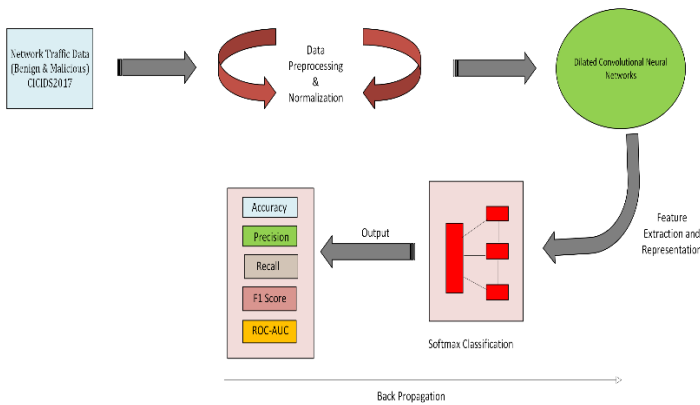 Network Traffic Data
(Benign & Malicious)
CICIDS2017
Data
Preprocessing
&
Normalization
Dilated Convolutional Neural
Networks
Feature
Extraction and
Representation
Softmax Classification
Output
Accuracy
Precision
Recall
F1 Score
ROC-AUC
Back Propagation